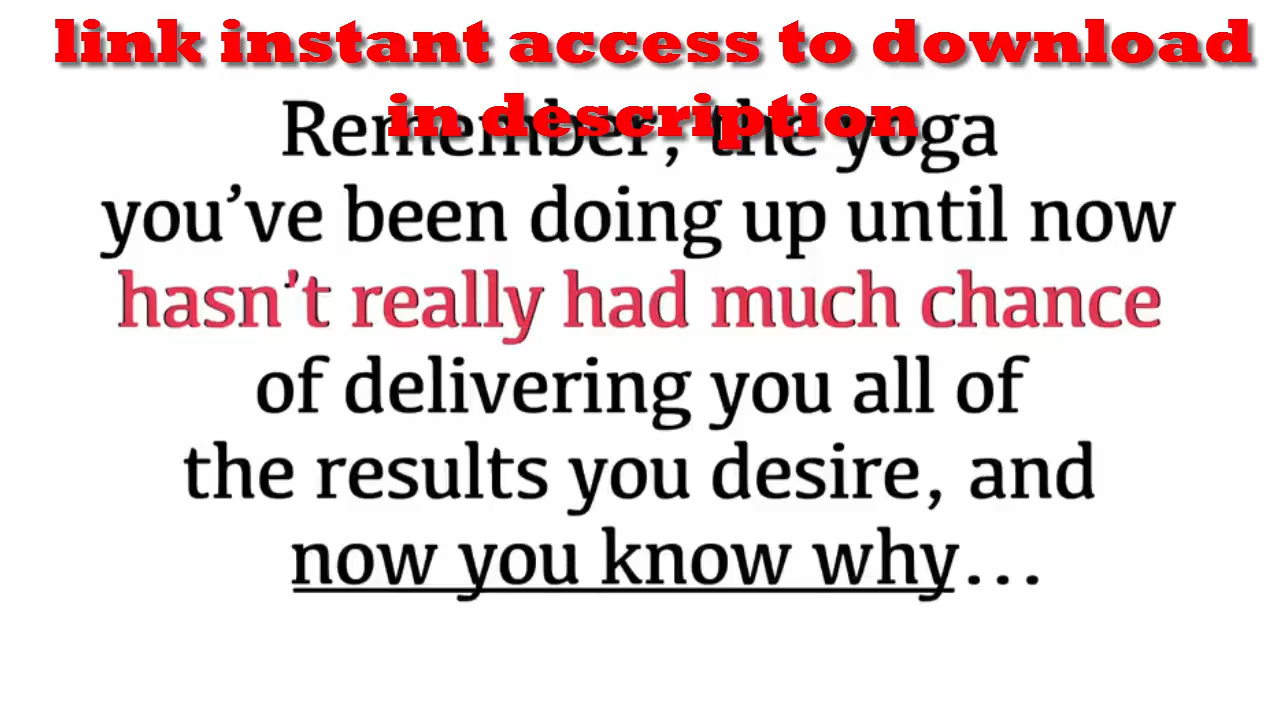 link instant access to download
in description
Remember, the yoga
you’ve been doing up until now
hasn’t really had much chance
of delivering you all of
the results you desire, and
now you know why...